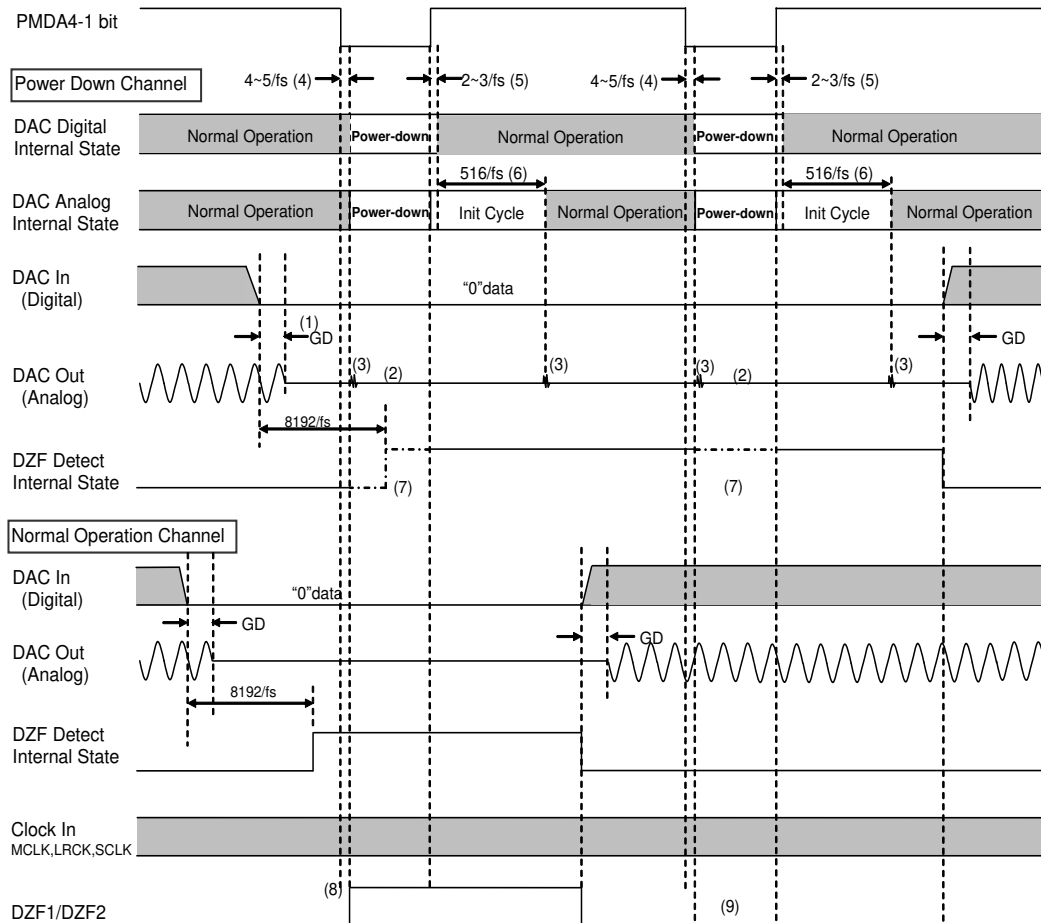 PMDA4-1 bit
4~5/fs (4) 2~3/fs (5) 4~5/fs (4) 2~3/fs (5)
Power Down Channel
DAC Digital
Internal State
Normal Operation Power-down Normal Operation Power-down Normal Operation
516/fs (6) 516/fs (6)
DAC Analog
Internal State
Normal Operation Power-down Init Cycle Normal Operation Power-down Init Cycle Normal Operation
DAC In
(Digital)
"0"data
(1)
GD GD
DAC Out
(Analog)
(3) (2) (3) (3) (2) (3)
8192/fs
DZF Detect
Internal State
(7) (7)
Normal Operation Channel
DAC In
(Digital)
"0"data
GD GD
DAC Out
(Analog)
8192/fs
DZF Detect
Internal State
Clock In
MCLK,LRCK,SCLK
(8) (9)
DZF1/DZF2